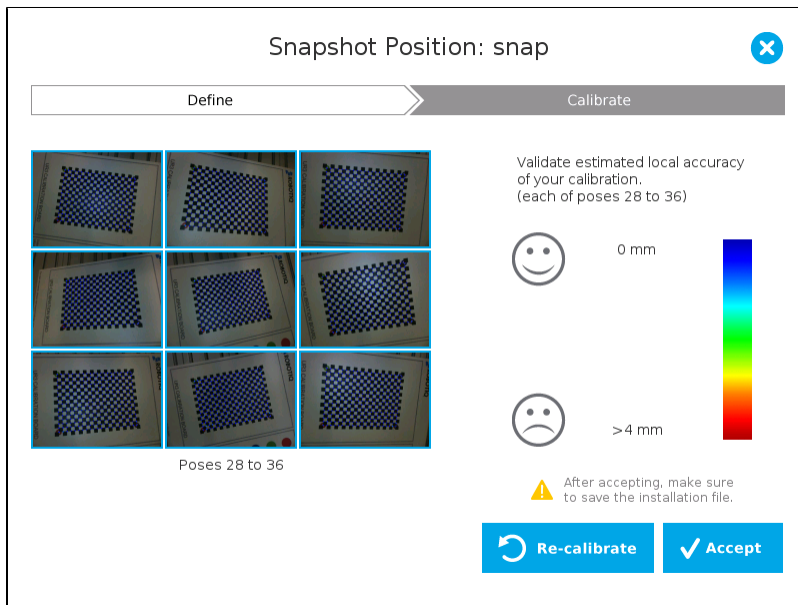 Snapshot Position: snap
Define
Calibrate
Validate estimated local accuracy
of your calibration.
(each of poses 28 to 36)
0 mm
>4 mm
Poses 28 to 36
After accepting, make sure
to save the installation file.
Re-calibrate
Accept